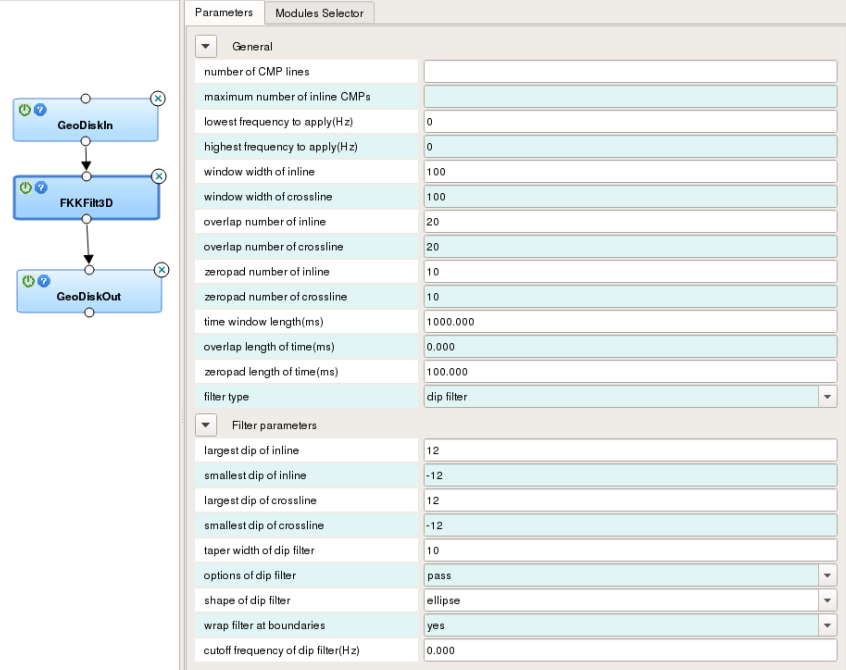 Parameters
Modules Selector
General
number of CMP lines
maximum number of inline CMPs
lowest frequency to apply(Hz) 0
highest frequency to apply(Hz) 0
window width of inline 100
window width of crossline 100
overlap number of inline 20
overlap number of crossline 20
zeropad number of inline 10
zeropad number of crossline 10
time window length(ms) 1000.000
overlap length of time(ms) 0.000
zeropad length of time(ms) 100.000
filter type dip filter
Filter parameters
largest dip of inline 12
smallest dip of inline -12
largest dip of crossline 12
smallest dip of crossline -12
taper width of dip filter 10
options of dip filter pass
shape of dip filter ellipse
wrap filter at boundaries yes
cutoff frequency of dip filter(Hz) 0.000
GeoDiskIn
FKKFilt3D
GeoDiskOut